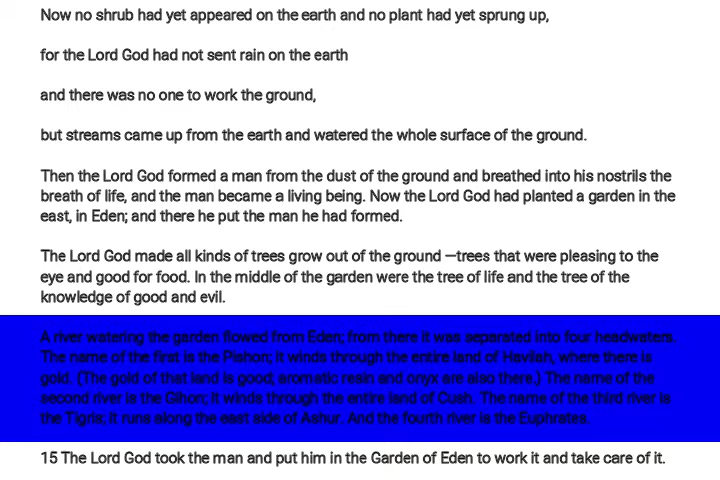 Now no shrub had yet appeared on the earth and no plant had yet sprung up,
for the Lord God had not sent rain on the earth
and there was no one to work the ground,
but streams came up from the earth and watered the whole surface of the ground.
Then the Lord God formed a man from the dust of the ground and breathed into his nostrils the
breath of life, and the man became a living being. Now the Lord God had planted a garden in the
east, in Eden; and there he put the man he had formed.
The Lord God made all kinds of trees grow out of the ground —trees that were pleasing to the
eye and good for food. In the middle of the garden were the tree of life and the tree of the
knowledge of good and evil.
A river watering the garden flowed from Eden; from there it was separated into four headwaters.
The name of the first is the Pishon; it winds through the entire land of Havilah, where there is
gold. (The gold of that land is good; aromatic resin and onyx are also there.) The name of the
second river is the Gihon; it winds through the entire land of Cush. The name of the third river is
the Tigris; it runs along the east side of Ashur. And the fourth river is the Euphrates.
15 The Lord God took the man and put him in the Garden of Eden to work it and take care of it.